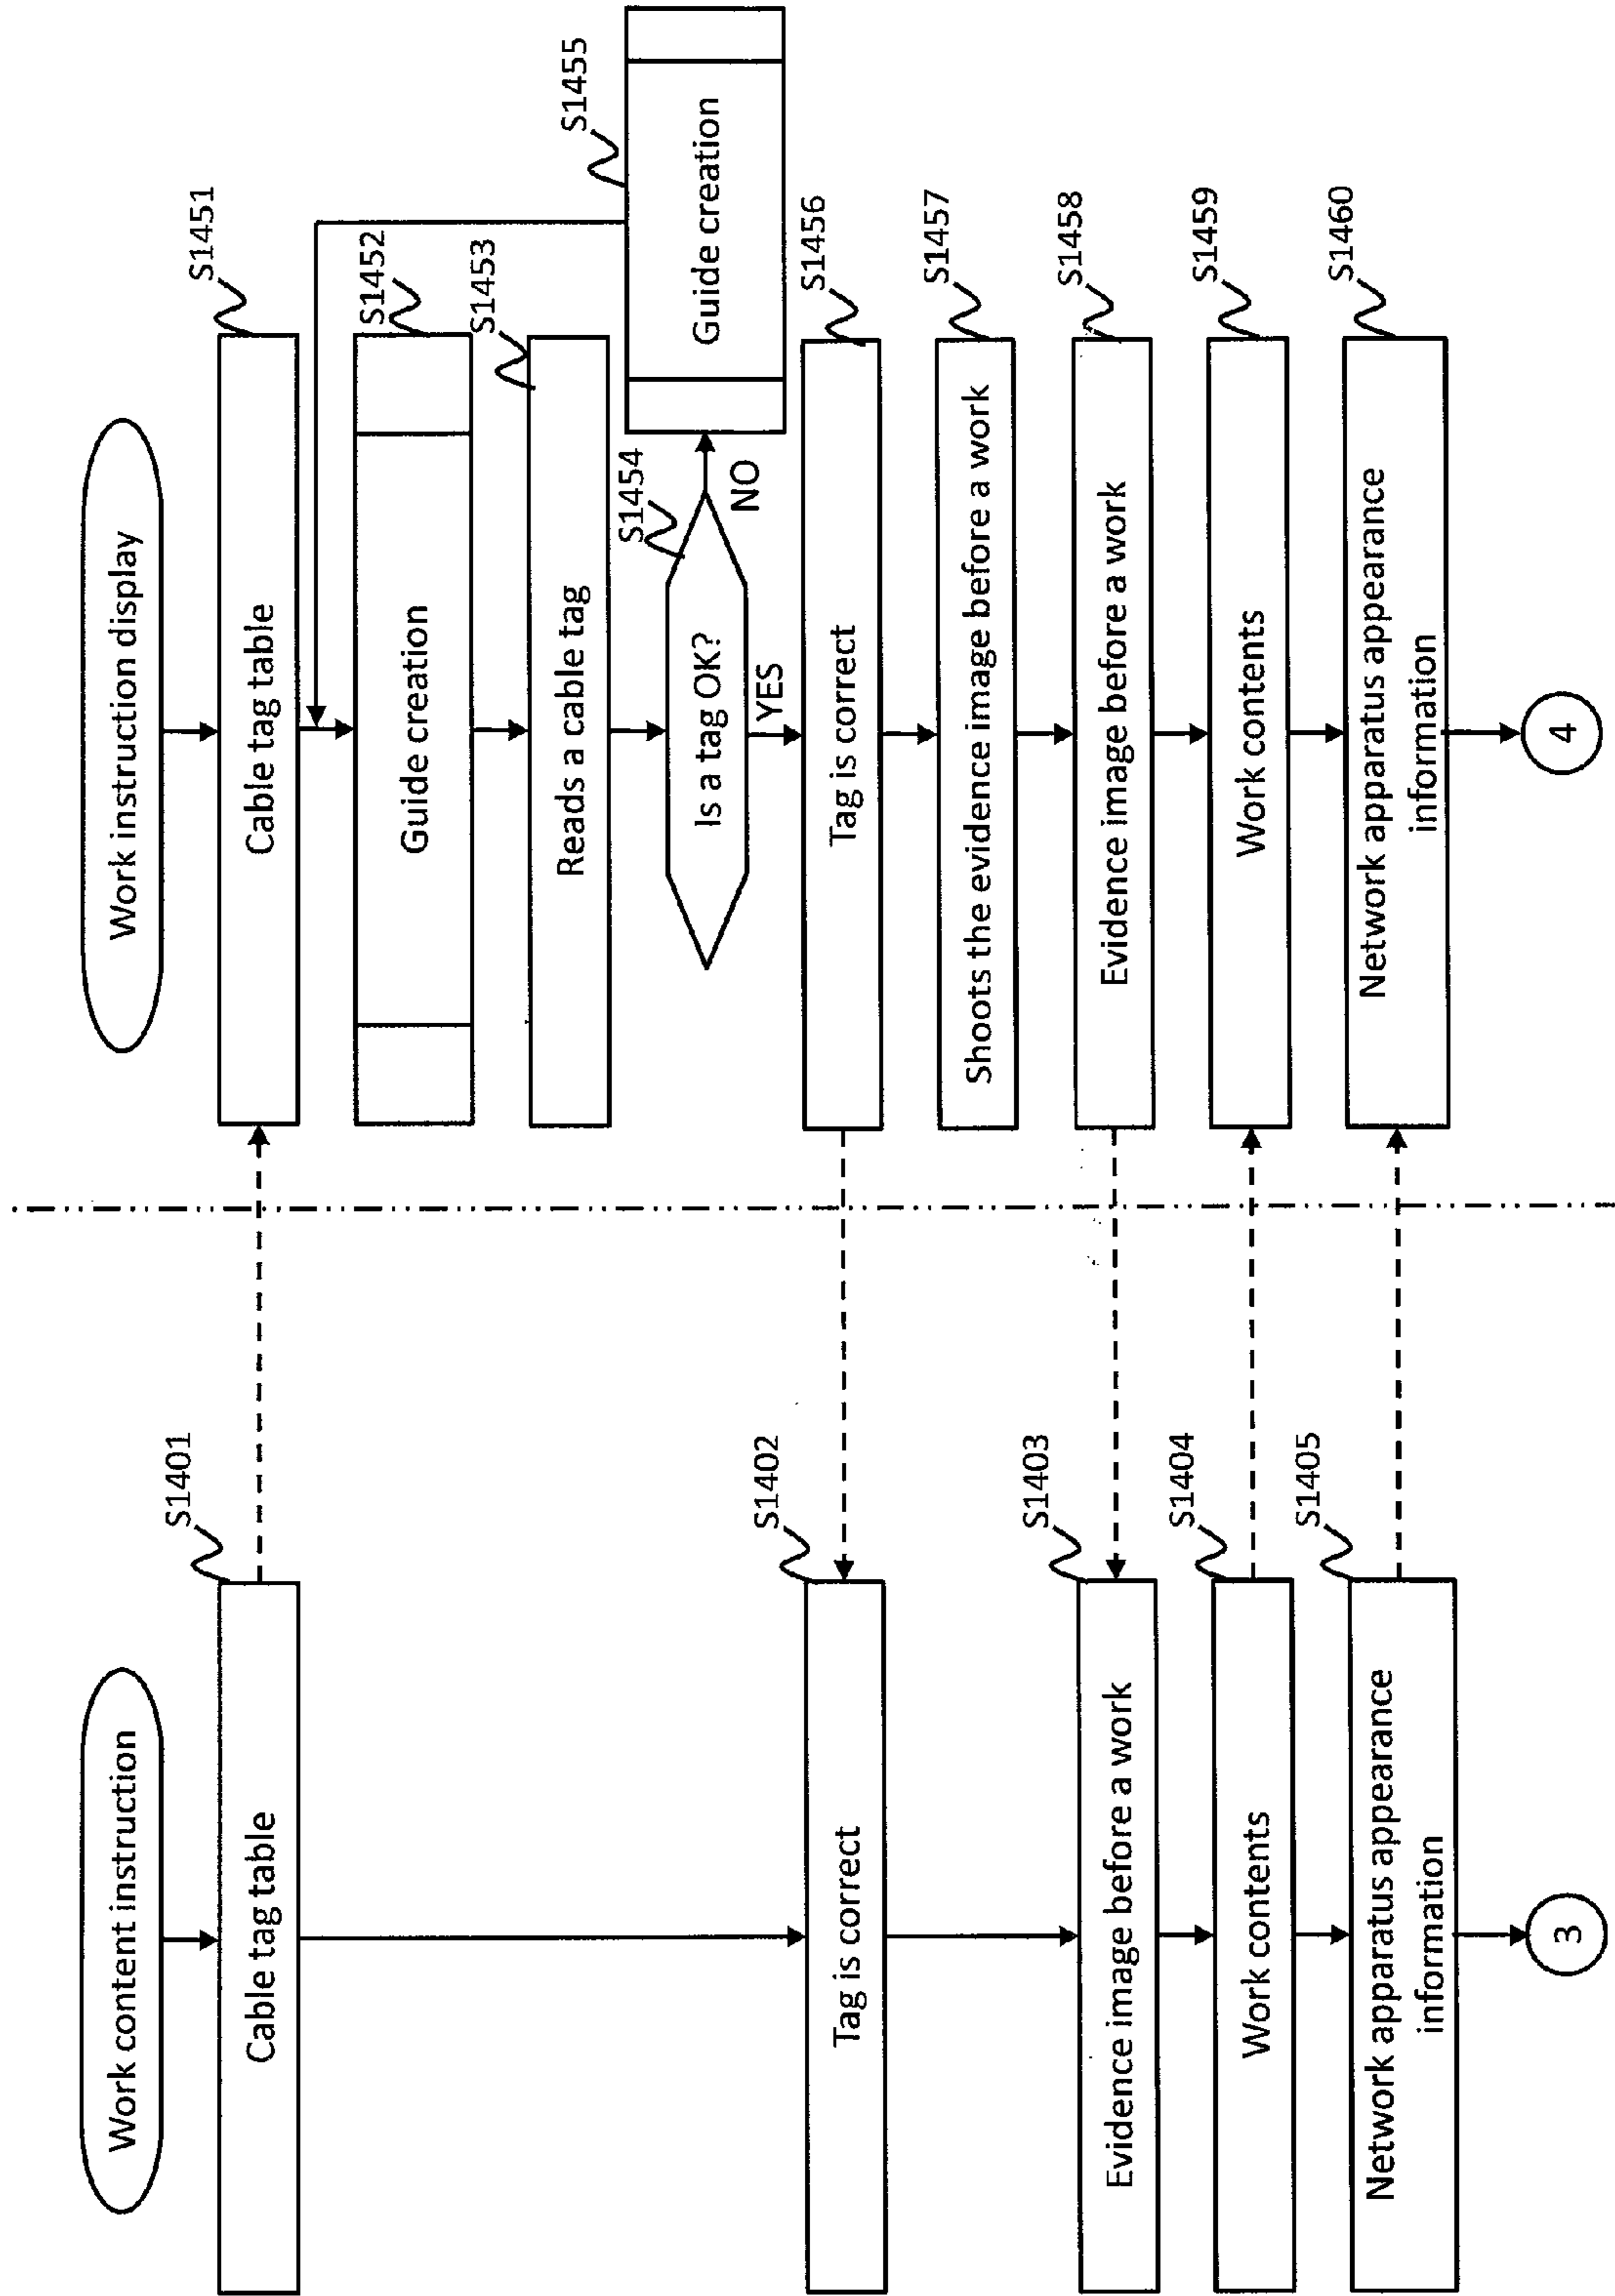 Work content instruction
S1401
Cable tag table
S1402
Tag is correct
S1403
Evidence image before a work
S1404
Work contents
S1405
Network apparatus appearance
information
3
Work instruction display
S1451
Cable tag table
S1452
Guide creation
S1453
Reads a cable tag
S1454
Is a tag OK?
NO
YES
S1455
Guide creation
S1456
Tag is correct
S1457
Shoots the evidence image before a work
S1458
Evidence image before a work
S1459
Work contents
S1460
Network apparatus appearance
information
4